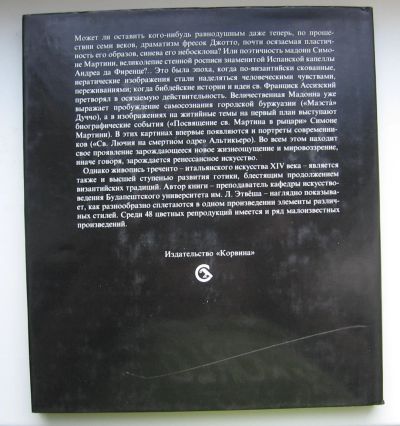 Может ли оставить кого-нибудь равнодушным даже теперь, по проше-
ствии семи веков, драматизм фресок Джотто, почти осязаемая пластич-
ность его образов, синева его небосклона? Или поэтичность мадонн Симо-
не Мартини, великолепие стенной росписи знаменитой Испанской капеллы
Андреа да Фиренце?.. Это была эпоха, когда по-византийски скованные,
иератические изображения стали наделяться человеческими чувствами,
переживаниями; когда библейские истории и идеи св. Франциск Ассизский
претворял в осязаемую действительность. Величественная Мадонна уже
выражает пробуждение самосознания городской буржуазии («Маэста»
Дуччо), а в изображениях на житийные темы на первый план выступают
биографические события («Посвящение св. Мартина в рыцари» Симоне
Мартини). В этих картинах впервые появляются и портреты современни-
ков («Св. Лючия на смертном одре» Альтикьеро). Во всем этом находит
свое проявление зарождающееся новое жизнеощущение и мировоззрение,
иначе говоря, зарождается ренессансное искусство.
Однако живопись треченто - итальянского искусства XIV века - является
также и высшей ступенью развития готики, блестящим продолжением
византийских традиций. Автор книги – преподаватель кафедры искусство-
ведения Будапештского университета им. Л. Этвёша – наглядно показыва-
ет, как разнообразно сплетаются в одном произведении элементы различ-
ных стилей. Среди 48 цветных репродукций имеется и ряд малоизвестных
произведений.
Издательство «Корвина»